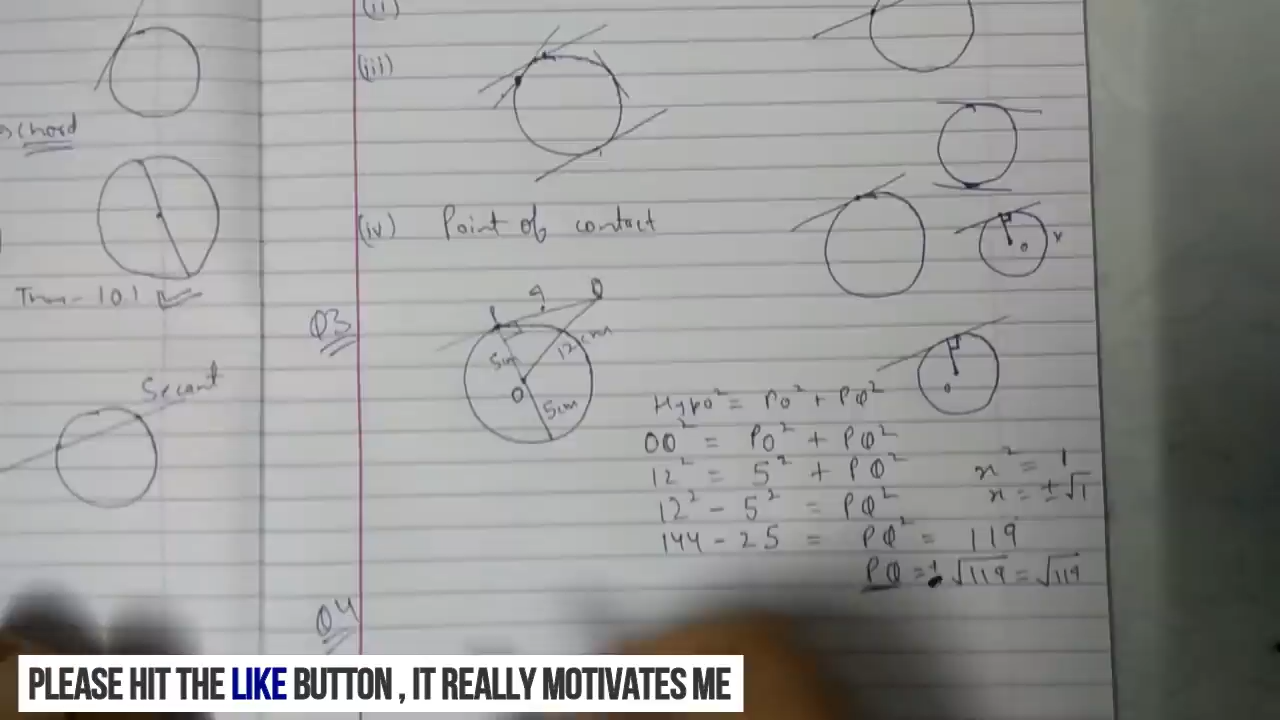 chord
Thm-10.1
Secant
(ii)
(iii)
(iv) Point of contact
Q3
P
?
Q
5cm
12cm
O
5cm
Hypo² = PO² + PQ²
OQ² = PO² + PQ²
12² = 5² + PQ²
12² - 5² = PQ²
144 - 25 = PQ² = 119
PQ = ± √119 = √119
x² = 1
x = ±√1
O
O
Q4
PLEASE HIT THE LIKE BUTTON , IT REALLY MOTIVATES ME